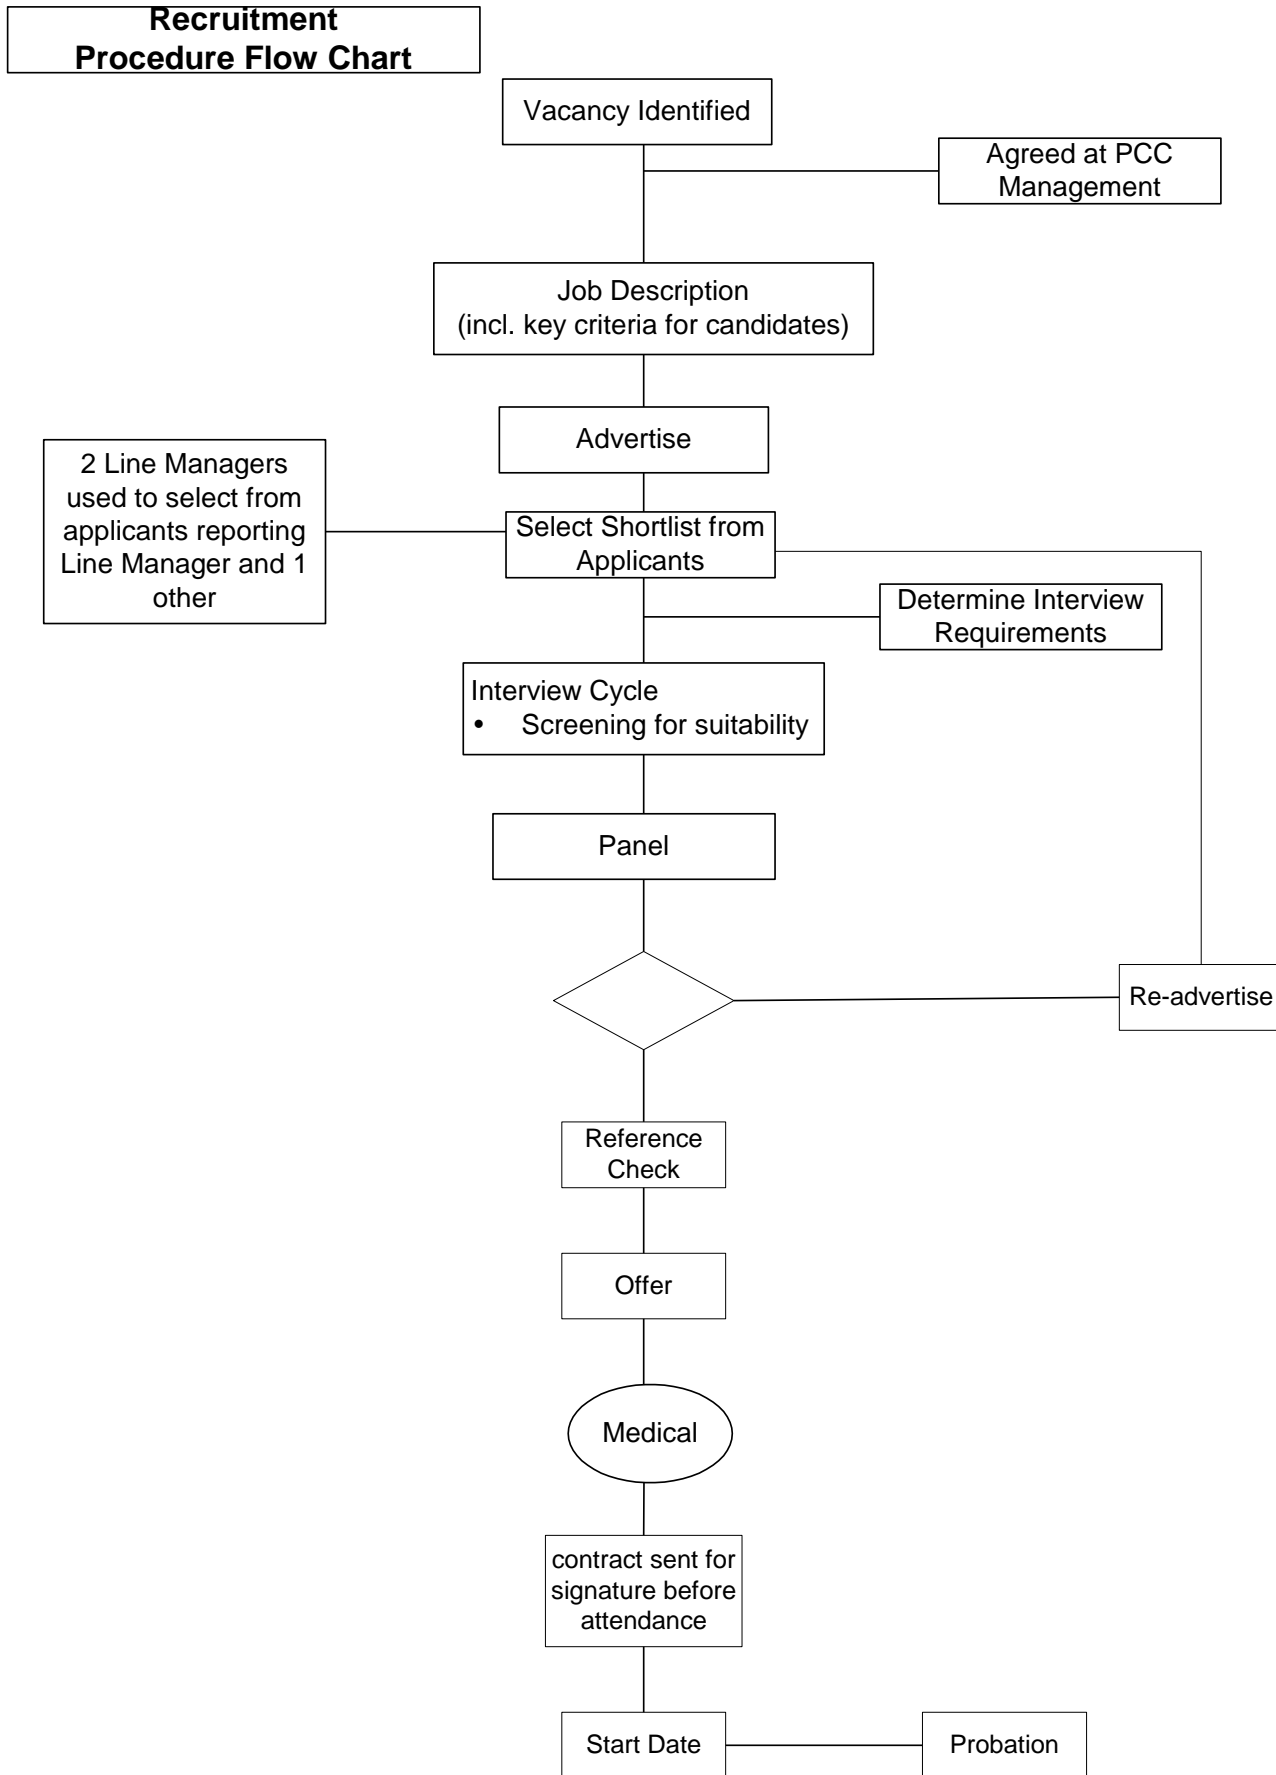 Recruitment
Procedure Flow Chart
Vacancy Identified
Agreed at PCC
Management
Job Description
(incl. key criteria for candidates)
Advertise
2 Line Managers
used to select from
applicants reporting
Line Manager and 1
other
Select Shortlist from
Applicants
Determine Interview
Requirements
Interview Cycle
• Screening for suitability
Panel
Re-advertise
Reference
Check
Offer
Medical
contract sent for
signature before
attendance
Start Date
Probation